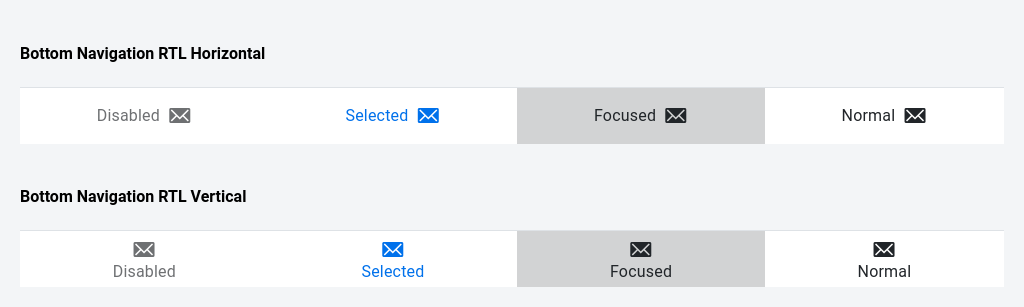 Bottom Navigation RTL Horizontal
Disabled Selected Focused Normal
Bottom Navigation RTL Vertical
Disabled Selected Focused Normal